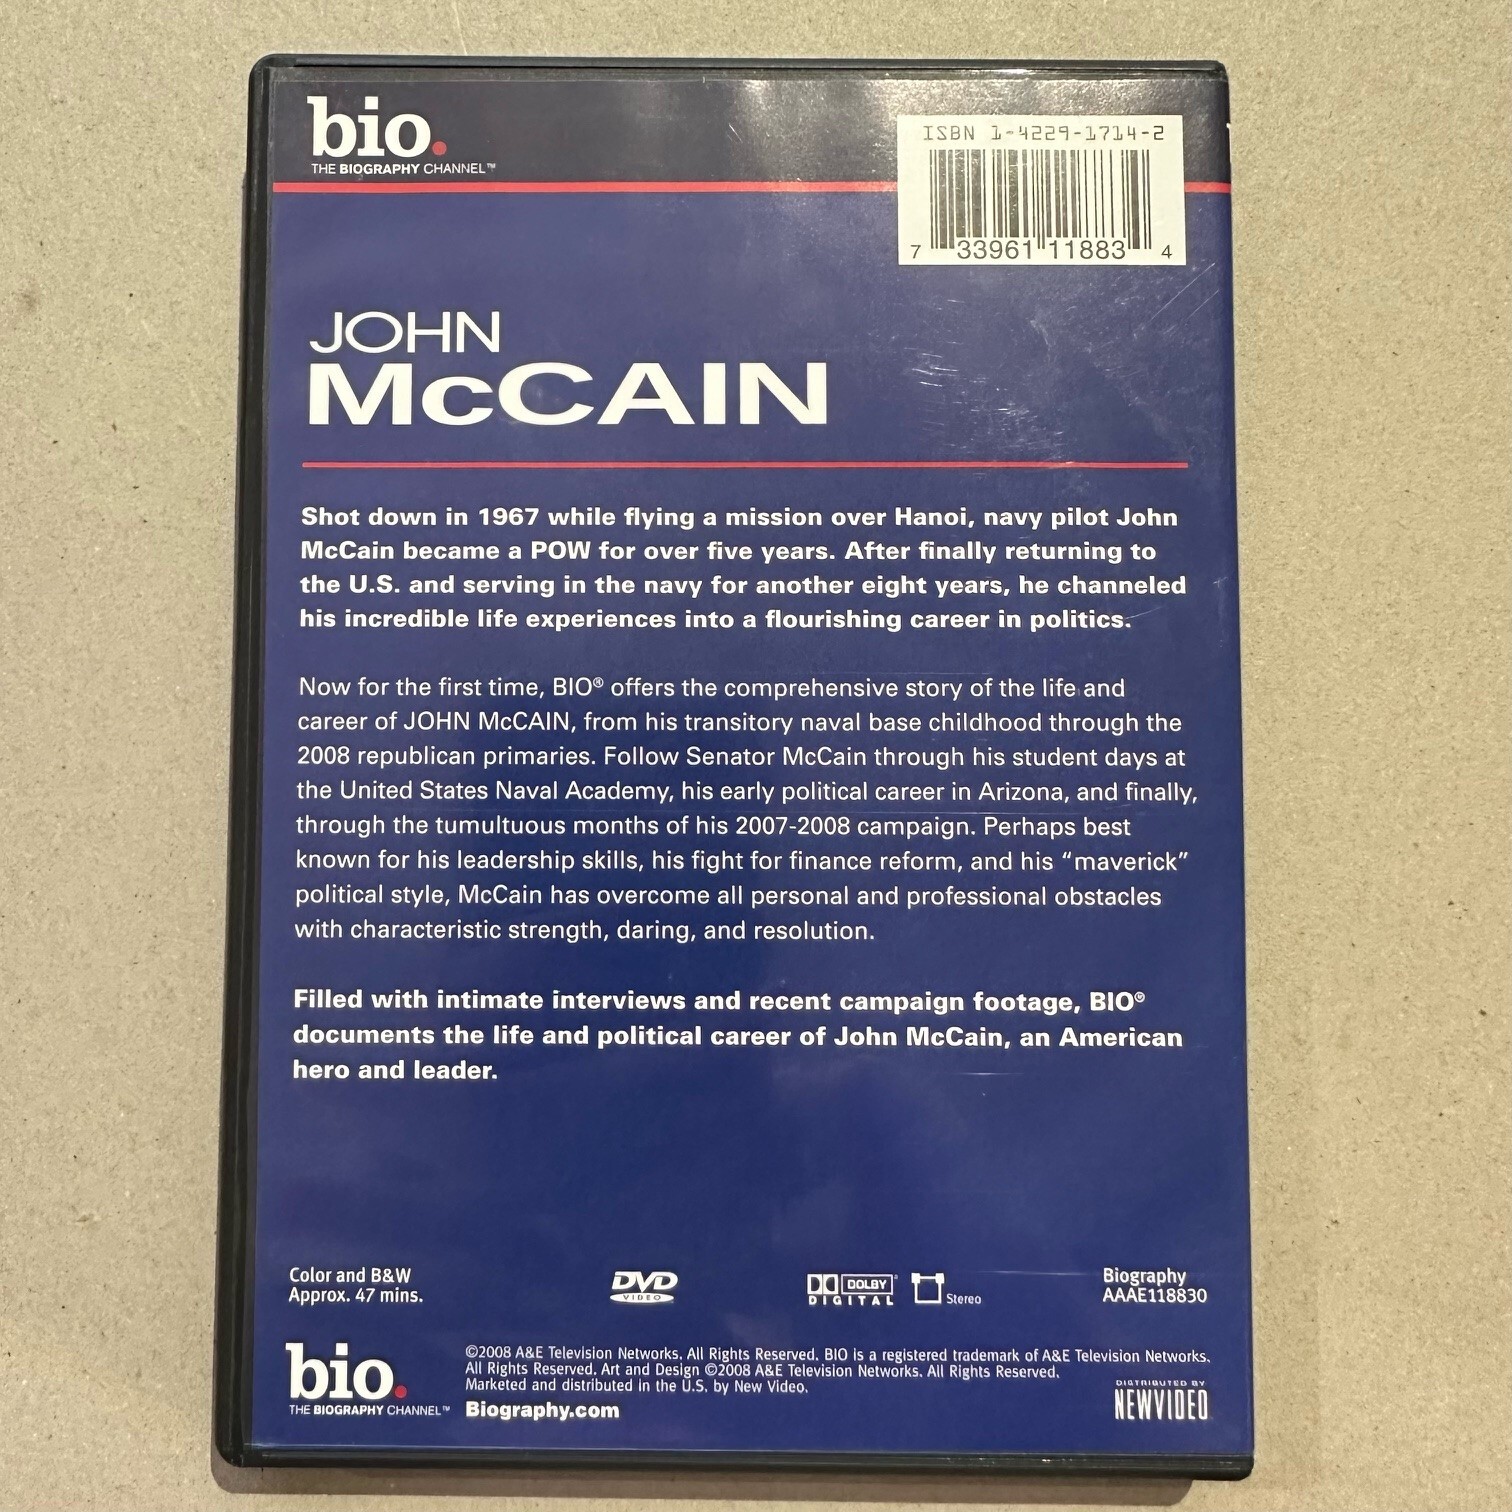 bio.
THE BIOGRAPHY CHANNEL™
ISBN 1-4229-1714-2
7 33961 11883 4
JOHN
McCAIN
Shot down in 1967 while flying a mission over Hanoi, navy pilot John
McCain became a POW for over five years. After finally returning to
the U.S. and serving in the navy for another eight years, he channeled
his incredible life experiences into a flourishing career in politics.
Now for the first time, BIO® offers the comprehensive story of the life and
career of JOHN McCAIN, from his transitory naval base childhood through the
2008 republican primaries. Follow Senator McCain through his student days at
the United States Naval Academy, his early political career in Arizona, and finally,
through the tumultuous months of his 2007-2008 campaign. Perhaps best
known for his leadership skills, his fight for finance reform, and his “maverick”
political style, McCain has overcome all personal and professional obstacles
with characteristic strength, daring, and resolution.
Filled with intimate interviews and recent campaign footage, BIO®
documents the life and political career of John McCain, an American
hero and leader.
Color and B&W
Approx. 47 mins.
DVD
VIDEO
DOLBY®
DIGITAL
Stereo
Biography
AAAE118830
bio.
THE BIOGRAPHY CHANNEL™
©2008 A&E Television Networks. All Rights Reserved. BIO is a registered trademark of A&E Television Networks.
All Rights Reserved. Art and Design ©2008 A&E Television Networks. All Rights Reserved.
Marketed and distributed in the U.S. by New Video.
Biography.com
DISTRIBUTED BY
NEWVIDEO